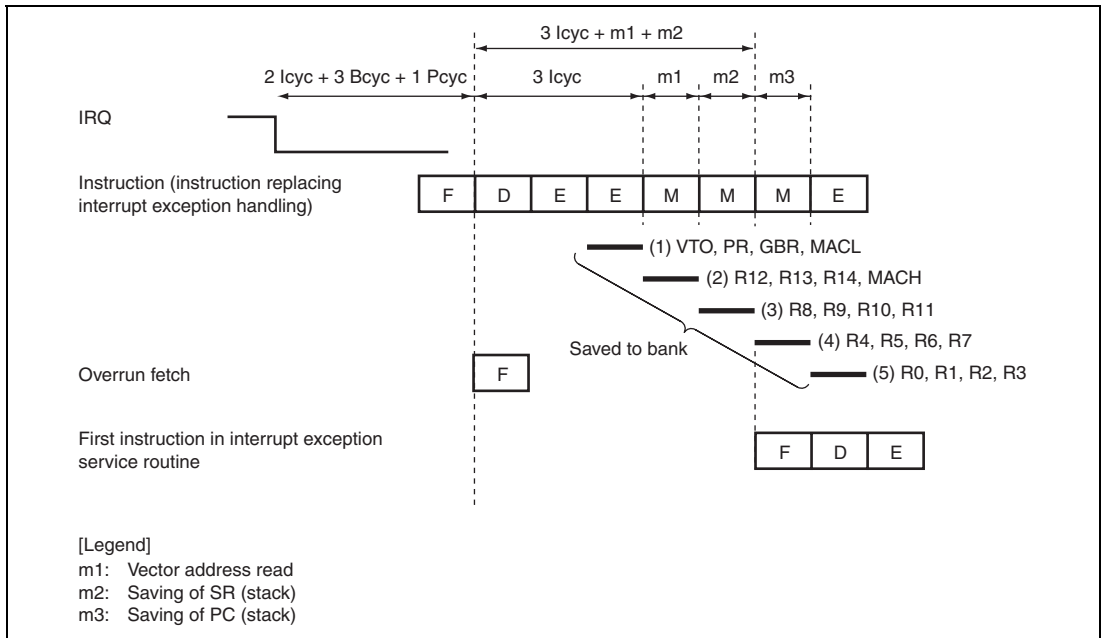 3 Icyc + m1 + m2
2 Icyc + 3 Bcyc + 1 Pcyc
3 Icyc
m1
m2
m3
IRQ
Instruction (instruction replacing
interrupt exception handling)
F D E E M M M E
(1) VTO, PR, GBR, MACL
(2) R12, R13, R14, MACH
(3) R8, R9, R10, R11
(4) R4, R5, R6, R7
Saved to bank
(5) R0, R1, R2, R3
Overrun fetch
F
First instruction in interrupt exception
service routine
F D E
[Legend]
m1: Vector address read
m2: Saving of SR (stack)
m3: Saving of PC (stack)